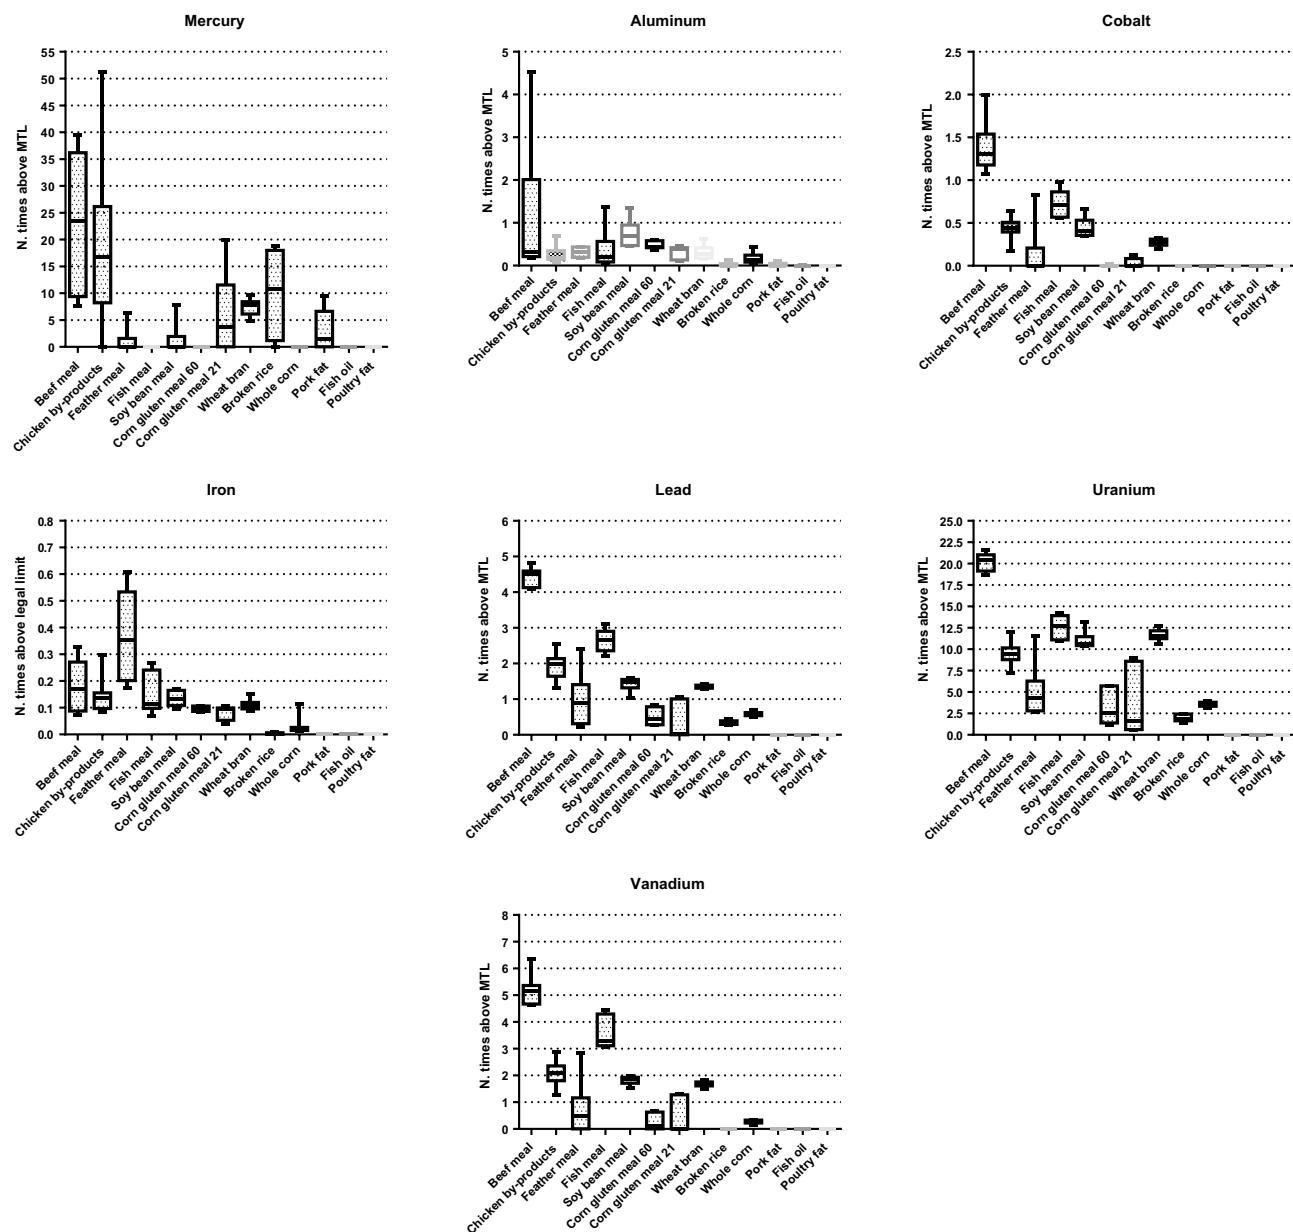 Mercury
N. times above MTL
55
50
45
40
35
30
25
20
15
10
5
0
Beef meal
Chicken by-products
Feather meal
Fish meal
Soy bean meal
Corn gluten meal 60
Corn gluten meal 21
Wheat bran
Broken rice
Whole corn
Pork fat
Fish oil
Poultry fat
Aluminum
N. times above MTL
5
4
3
2
1
0
Beef meal
Chicken by-products
Feather meal
Fish meal
Soy bean meal
Corn gluten meal 60
Corn gluten meal 21
Wheat bran
Broken rice
Whole corn
Pork fat
Fish oil
Poultry fat
Cobalt
N. times above MTL
2.5
2.0
1.5
1.0
0.5
0.0
Beef meal
Chicken by-products
Feather meal
Fish meal
Soy bean meal
Corn gluten meal 60
Corn gluten meal 21
Wheat bran
Broken rice
Whole corn
Pork fat
Fish oil
Poultry fat
Iron
N. times above legal limit
0.8
0.7
0.6
0.5
0.4
0.3
0.2
0.1
0.0
Beef meal
Chicken by-products
Feather meal
Fish meal
Soy bean meal
Corn gluten meal 60
Corn gluten meal 21
Wheat bran
Broken rice
Whole corn
Pork fat
Fish oil
Poultry fat
Lead
N. times above MTL
6
5
4
3
2
1
0
Beef meal
Chicken by-products
Feather meal
Fish meal
Soy bean meal
Corn gluten meal 60
Corn gluten meal 21
Wheat bran
Broken rice
Whole corn
Pork fat
Fish oil
Poultry fat
Uranium
N. times above MTL
25.0
22.5
20.0
17.5
15.0
12.5
10.0
7.5
5.0
2.5
0.0
Beef meal
Chicken by-products
Feather meal
Fish meal
Soy bean meal
Corn gluten meal 60
Corn gluten meal 21
Wheat bran
Broken rice
Whole corn
Pork fat
Fish oil
Poultry fat
Vanadium
N. times above MTL
8
7
6
5
4
3
2
1
0
Beef meal
Chicken by-products
Feather meal
Fish meal
Soy bean meal
Corn gluten meal 60
Corn gluten meal 21
Wheat bran
Broken rice
Whole corn
Pork fat
Fish oil
Poultry fat